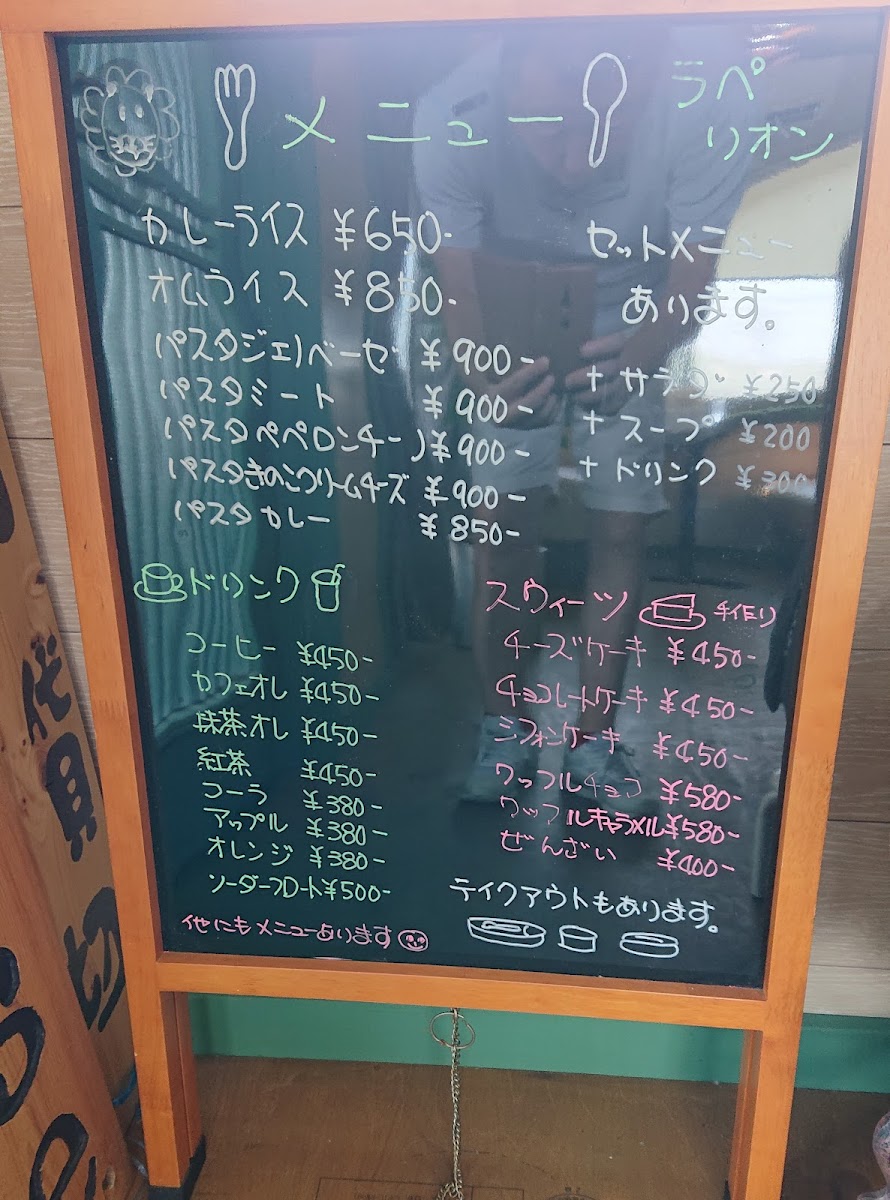 メニュー
ラペ
リオン
カレーライス ¥650-
オムライス ¥850-
パスタジェノベーゼ ¥900-
パスタミート ¥900-
パスタペペロンチーノ ¥900-
パスタきのこクリームチーズ ¥900-
パスタカレー ¥850-
セットメニュー
あります。
+サラダ ¥250
+スープ ¥200
+ドリンク ¥300
ドリンク
コーヒー ¥450-
カフェオレ ¥450-
抹茶オレ ¥450-
紅茶 ¥450-
コーラ ¥380-
アップル ¥380-
オレンジ ¥380-
ソーダーフロート ¥500-
他にもメニューあります
スウィーツ 手作り
チーズケーキ ¥450-
チョコレートケーキ ¥450-
シフォンケーキ ¥450-
ワッフルチョコ ¥580-
ワッフルキャラメル ¥580-
ぜんざい ¥400-
テイクアウトもあります。
代貝切